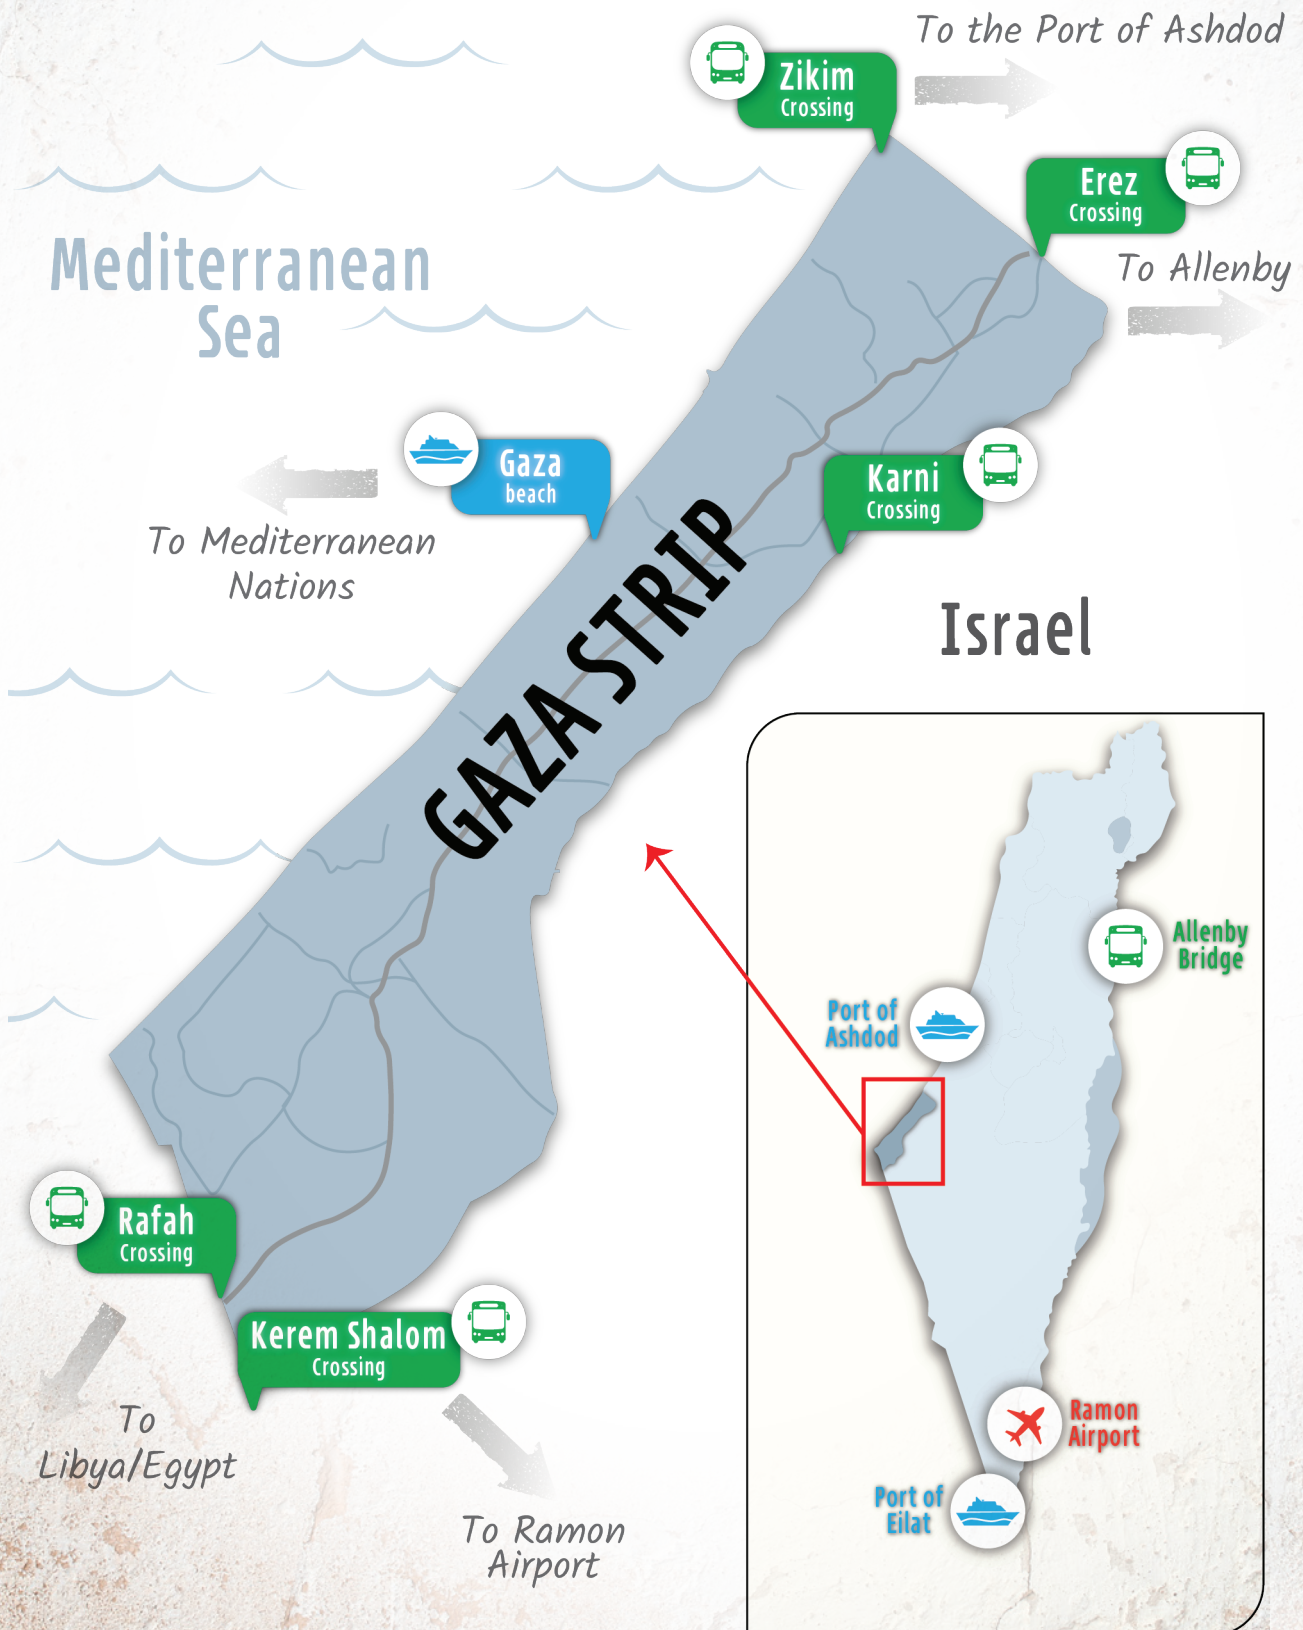 To the Port of Ashdod
Zikim
Crossing
Erez
Crossing
To Allenby
Mediterranean
Sea
Gaza
beach
To Mediterranean
Nations
Karni
Crossing
GAZA STRIP
Israel
Allenby
Bridge
Port of
Ashdod
Rafah
Crossing
Kerem Shalom
Crossing
To
Libya/Egypt
To Ramon
Airport
Ramon
Airport
Port of
Eilat